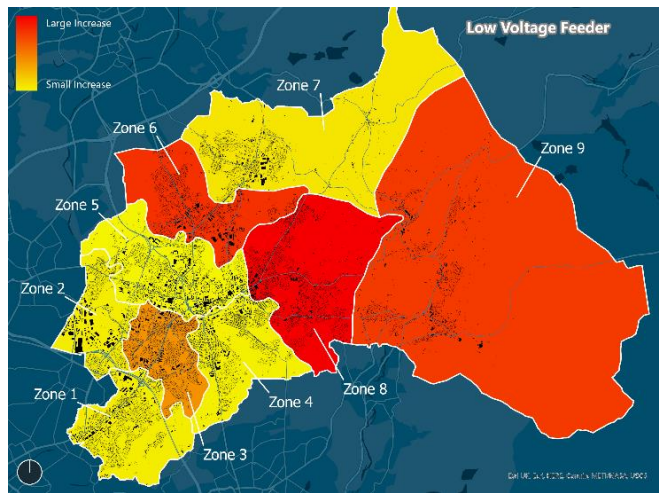 Large Increase
Small Increase
Low Voltage Feeder
Zone 7
Zone 6
Zone 9
Zone 5
Zone 2
Zone 1
Zone 4
Zone 8
Zone 3